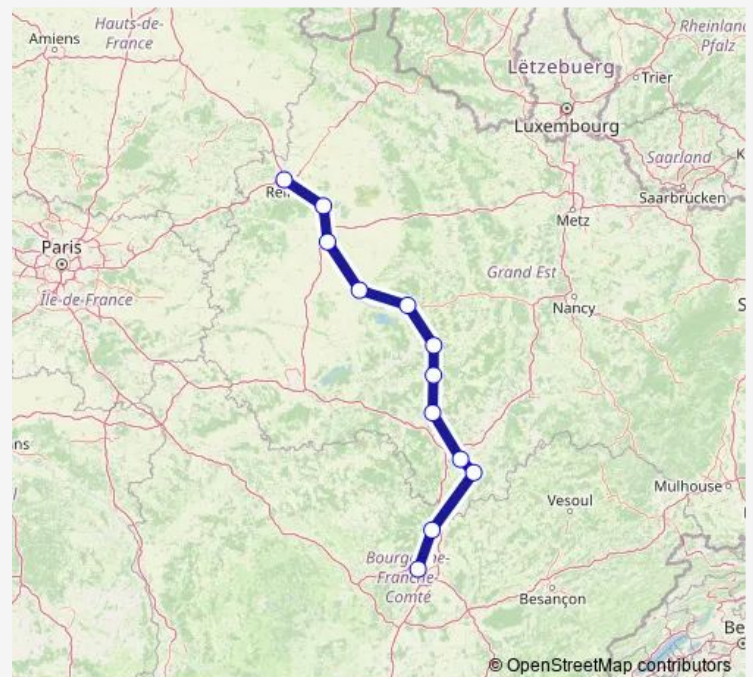 Hauts-de-
France
Amiens
Rheinland
Pfalz
Lëtzebuerg
Trier
Luxembourg
Saarland
Saarbrücken
Metz
Paris
Île-de-France
Grand Est
Nancy
Vesoul
Mulhouse
Franche-
Comté
Besançon
© OpenStreetMap contributors